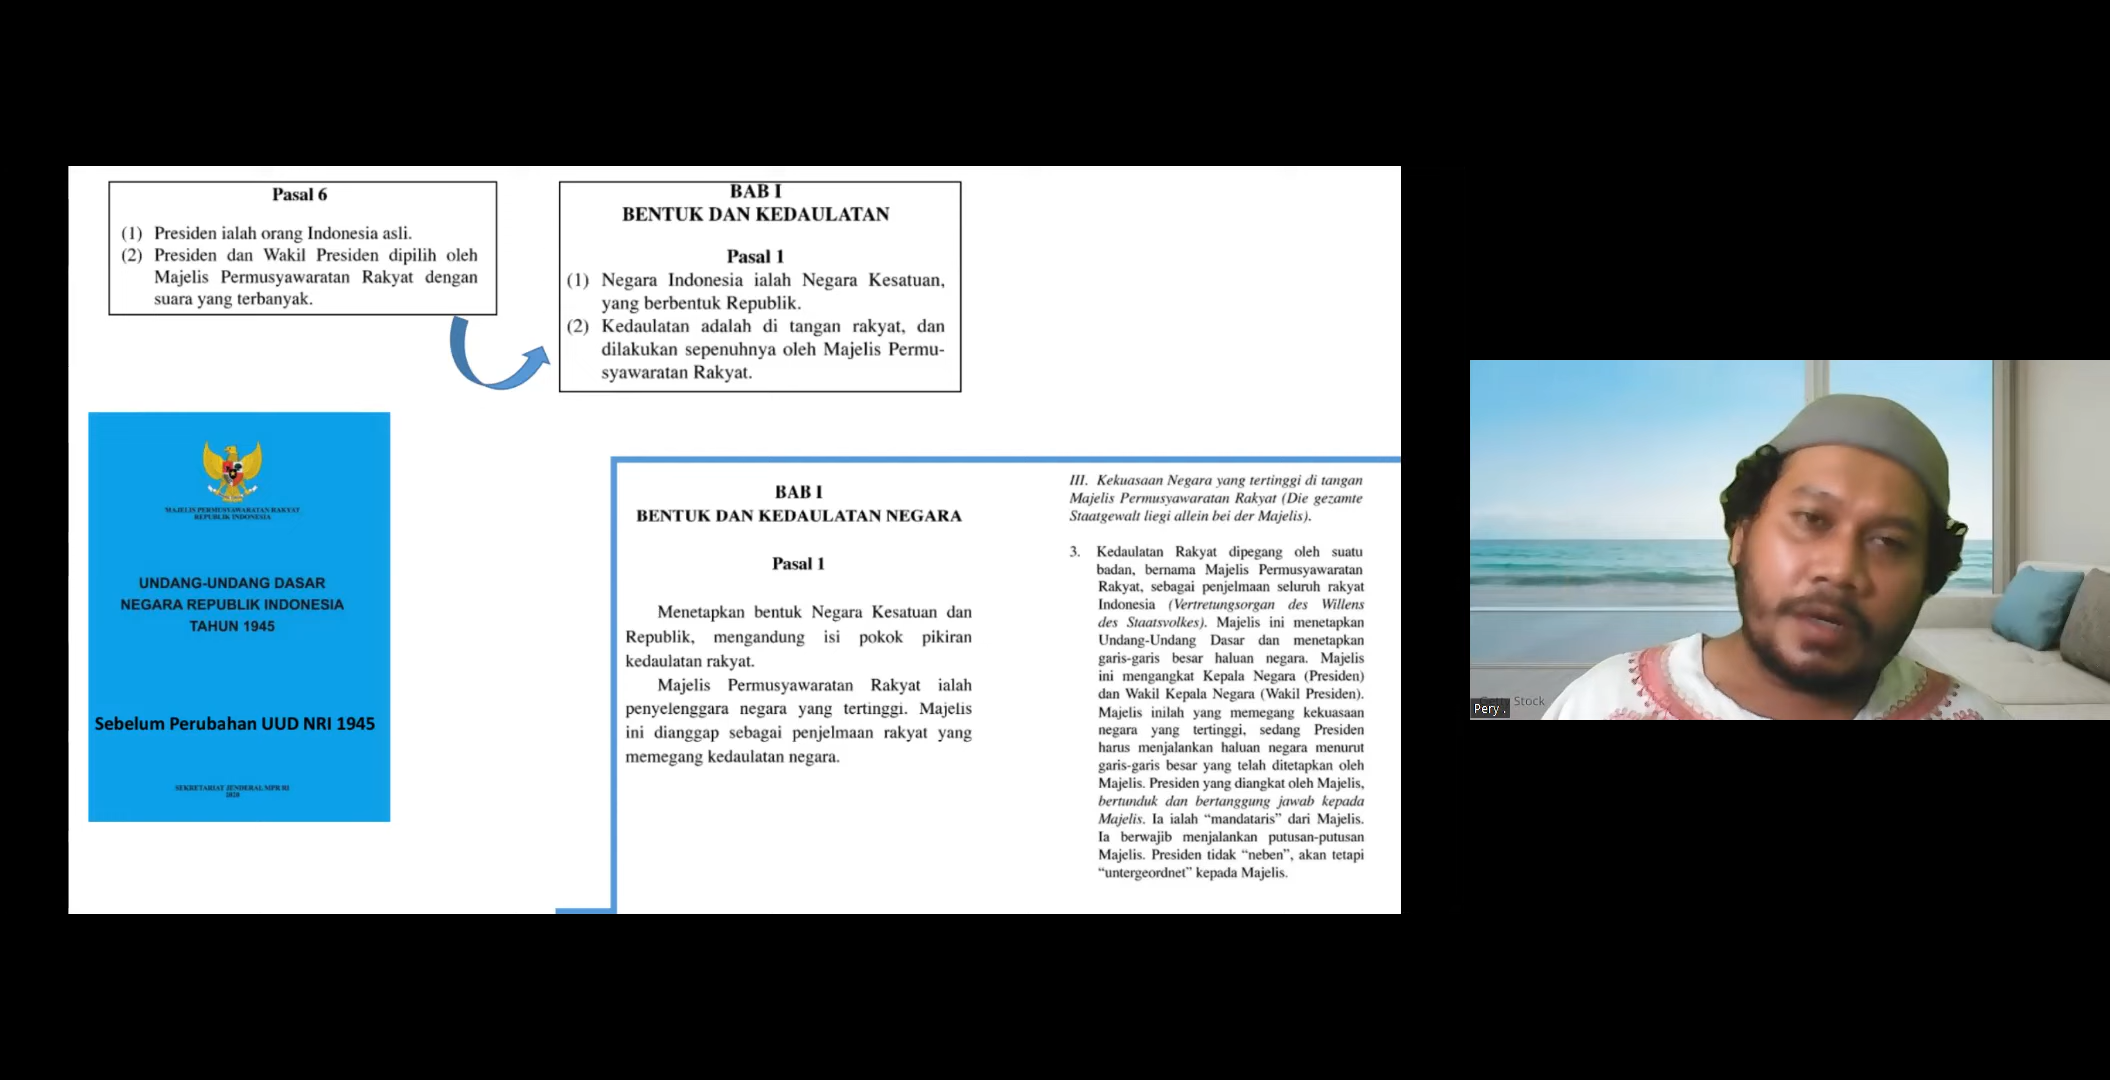 Pasal 6
(1) Presiden ialah orang Indonesia asli.
(2) Presiden dan Wakil Presiden dipilih oleh
Majelis Permusyawaratan Rakyat dengan
suara yang terbanyak.
BAB I
BENTUK DAN KEDAULATAN
Pasal 1
(1) Negara Indonesia ialah Negara Kesatuan,
yang berbentuk Republik.
(2) Kedaulatan adalah di tangan rakyat, dan
dilakukan sepenuhnya oleh Majelis Permu-
syawaratan Rakyat.
MAJELIS PERMUSYAWARATAN RAKYAT
REPUBLIK INDONESIA
UNDANG-UNDANG DASAR
NEGARA REPUBLIK INDONESIA
TAHUN 1945
Sebelum Perubahan UUD NRI 1945
SEKRETARIAT JENDERAL MPR RI
2020
BAB I
BENTUK DAN KEDAULATAN NEGARA
Pasal 1
Menetapkan bentuk Negara Kesatuan dan
Republik, mengandung isi pokok pikiran
kedaulatan rakyat.
Majelis Permusyawaratan Rakyat ialah
penyelenggara negara yang tertinggi. Majelis
ini dianggap sebagai penjelmaan rakyat yang
memegang kedaulatan negara.
III. Kekuasaan Negara yang tertinggi di tangan
Majelis Permusyawaratan Rakyat (Die gezamte
Staatgewalt liegi allein bei der Majelis).
3. Kedaulatan Rakyat dipegang oleh suatu
badan, bernama Majelis Permusyawaratan
Rakyat, sebagai penjelmaan seluruh rakyat
Indonesia (Vertretungsorgan des Willens
des Staatsvolkes). Majelis ini menetapkan
Undang-Undang Dasar dan menetapkan
garis-garis besar haluan negara. Majelis
ini mengangkat Kepala Negara (Presiden)
dan Wakil Kepala Negara (Wakil Presiden).
Majelis inilah yang memegang kekuasaan
negara yang tertinggi, sedang Presiden
harus menjalankan haluan negara menurut
garis-garis besar yang telah ditetapkan oleh
Majelis. Presiden yang diangkat oleh Majelis,
bertunduk dan bertanggung jawab kepada
Majelis. Ia ialah “mandataris” dari Majelis.
Ia berwajib menjalankan putusan-putusan
Majelis. Presiden tidak “neben”, akan tetapi
“untergeordnet” kepada Majelis.
Stock
Pery .